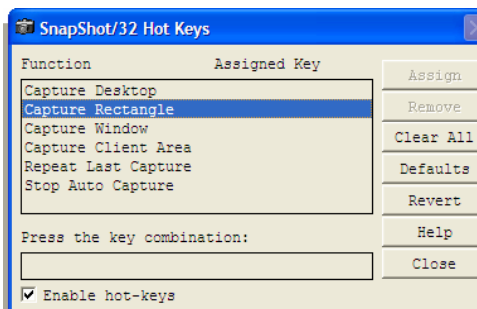 SnapShot/32 Hot Keys
Function Assigned Key
Capture Desktop
Capture Rectangle
Capture Window
Capture Client Area
Repeat Last Capture
Stop Auto Capture
Press the key combination:
Enable hot-keys
Assign
Remove
Clear All
Defaults
Revert
Help
Close